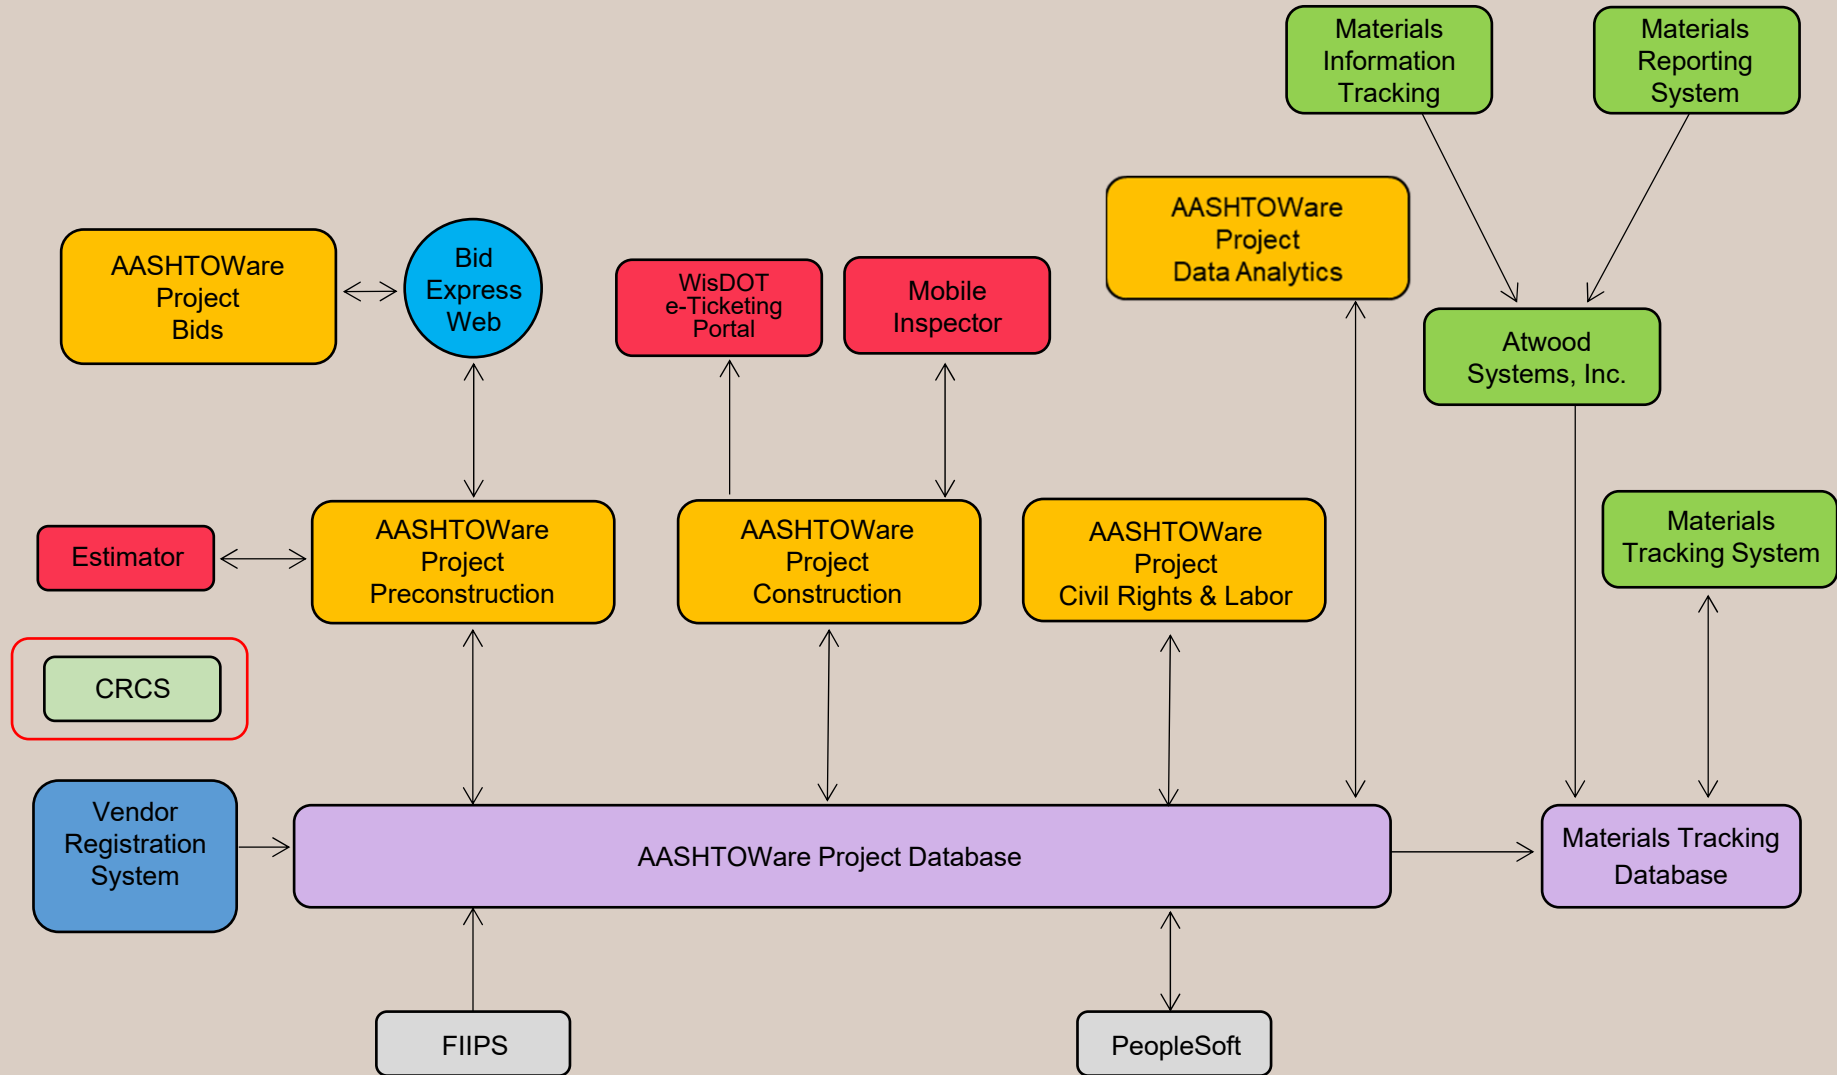 Materials
Information
Tracking
Materials
Reporting
System
AASHTOWare
Project
Data Analytics
AASHTOWare
Project
Bids
Bid
Express
Web
WisDOT
e-Ticketing
Portal
Mobile
Inspector
Atwood
Systems, Inc.
Estimator
AASHTOWare
Project
Preconstruction
AASHTOWare
Project
Construction
AASHTOWare
Project
Civil Rights & Labor
Materials
Tracking System
CRCS
Vendor
Registration
System
AASHTOWare Project Database
Materials Tracking
Database
FIIPS
PeopleSoft